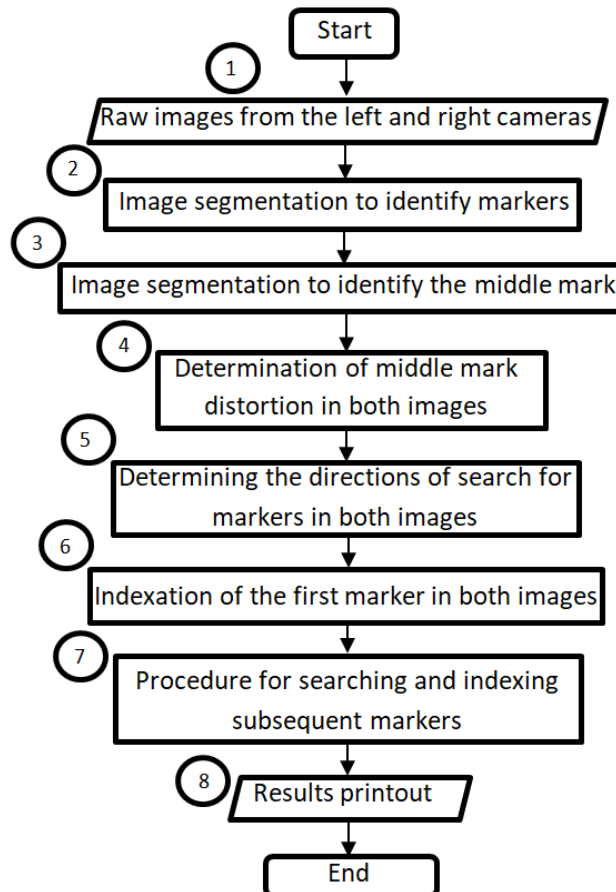 Start
1
Raw images from the left and right cameras
2
Image segmentation to identify markers
3
Image segmentation to identify the middle mark
4
Determination of middle mark
distortion in both images
5
Determining the directions of search for
markers in both images
6
Indexation of the first marker in both images
7
Procedure for searching and indexing
subsequent markers
8
Results printout
End